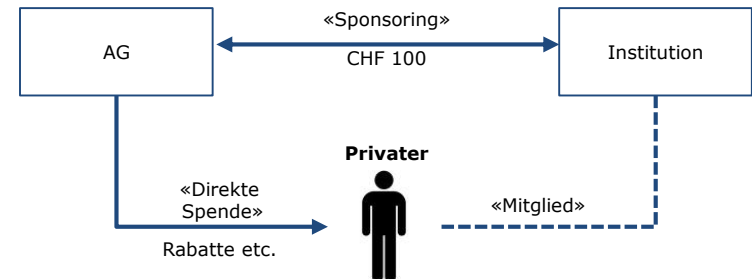 «Sponsoring»
AG
CHF 100
Institution
Privater
«Direkte
Spende»
«Mitglied»
Rabatte etc.